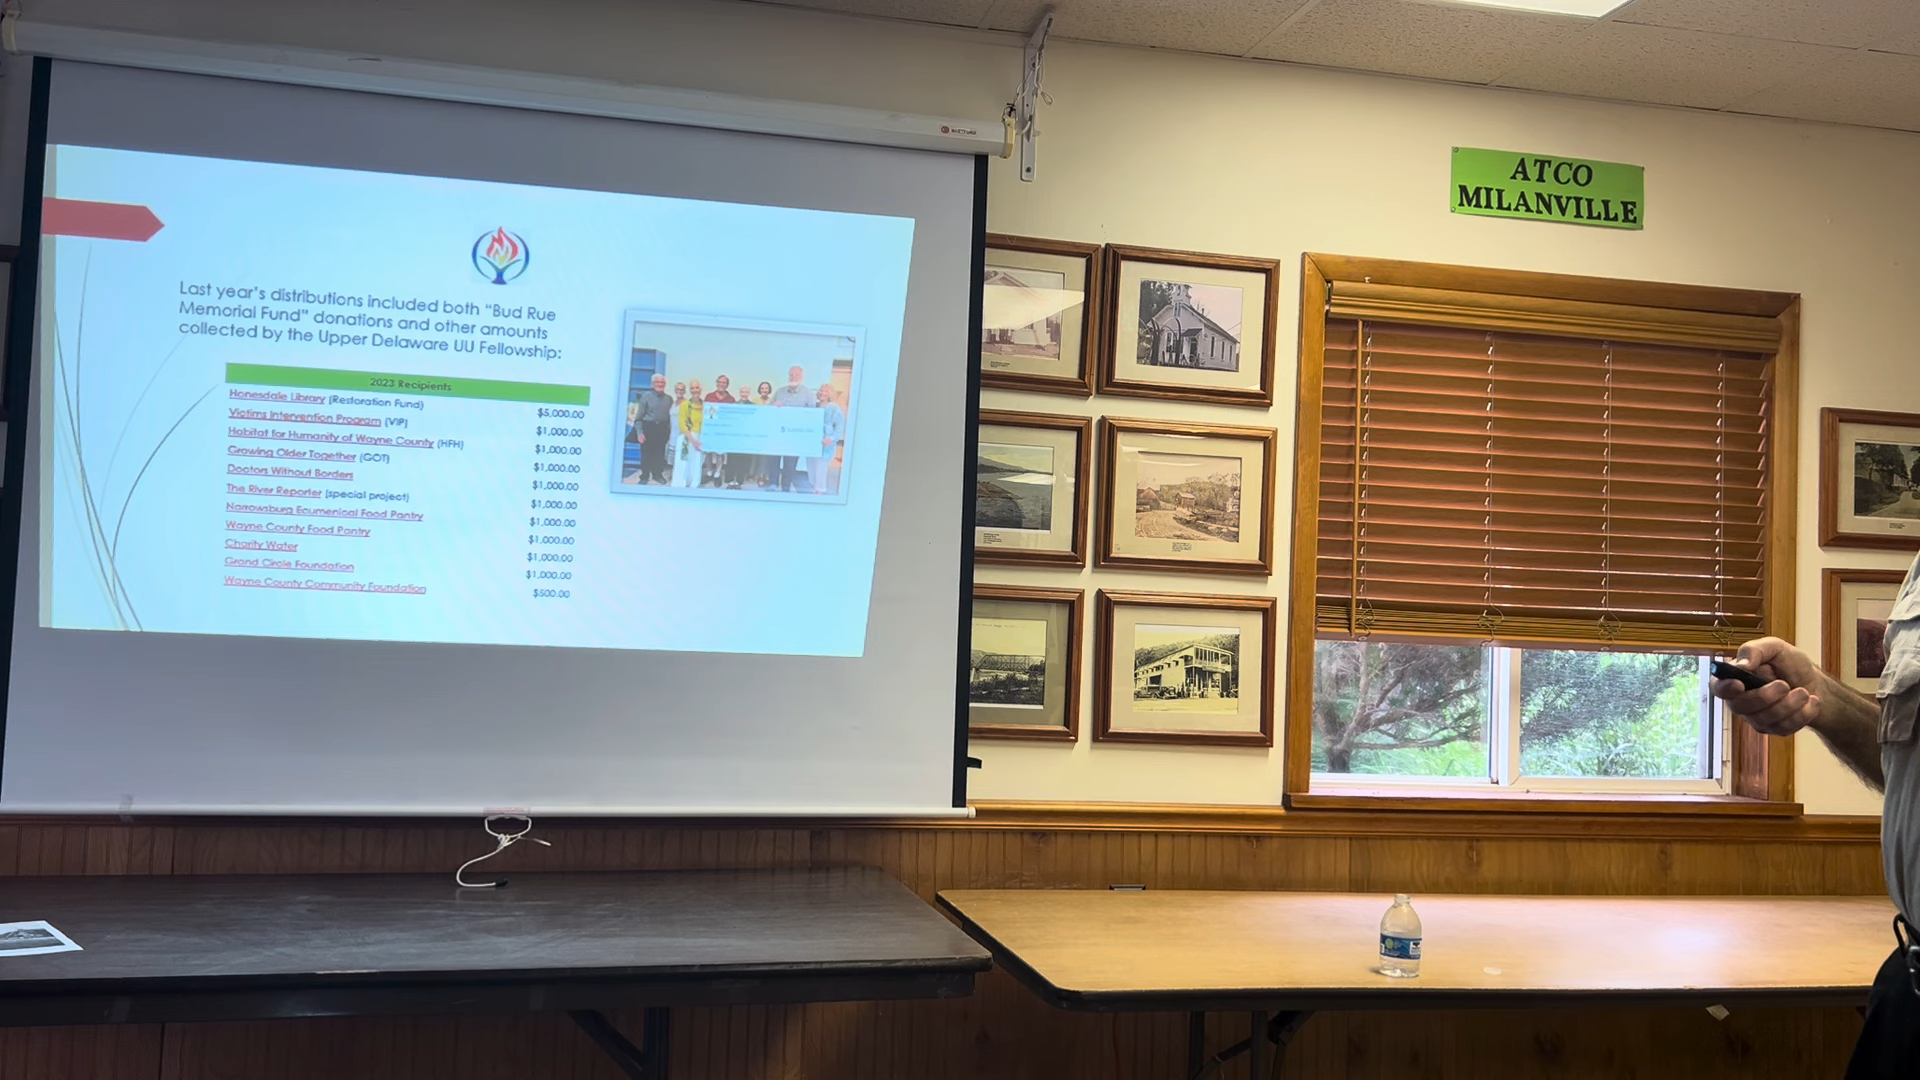 ATCO
MILANVILLE
Last year's distributions included both "Bud Rue
Memorial Fund" donations and other amounts
collected by the Upper Delaware UU Fellowship:
2023 Recipients
Honesdale Library (Restoration Fund) $5,000.00
Victims Intervention Program (VIP) $1,000.00
Habitat for Humanity of Wayne County (HFH) $1,000.00
Growing Older Together (GOT) $1,000.00
Doctors Without Borders $1,000.00
The River Reporter (special project) $1,000.00
Narrowsburg Ecumenical Food Pantry $1,000.00
Wayne County Food Pantry $1,000.00
Charity Water $1,000.00
Grand Circle Foundation $1,000.00
Wayne County Community Foundation $500.00